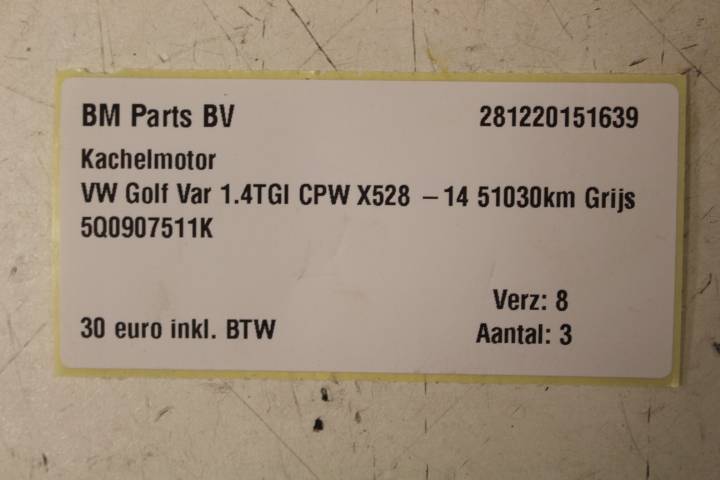 BM Parts BV 281220151639
Kachelmotor
VW Golf Var 1.4TGI CPW X528 – 14 51030km Grijs
5Q0907511K
Verz: 8
30 euro inkl. BTW Aantal: 3